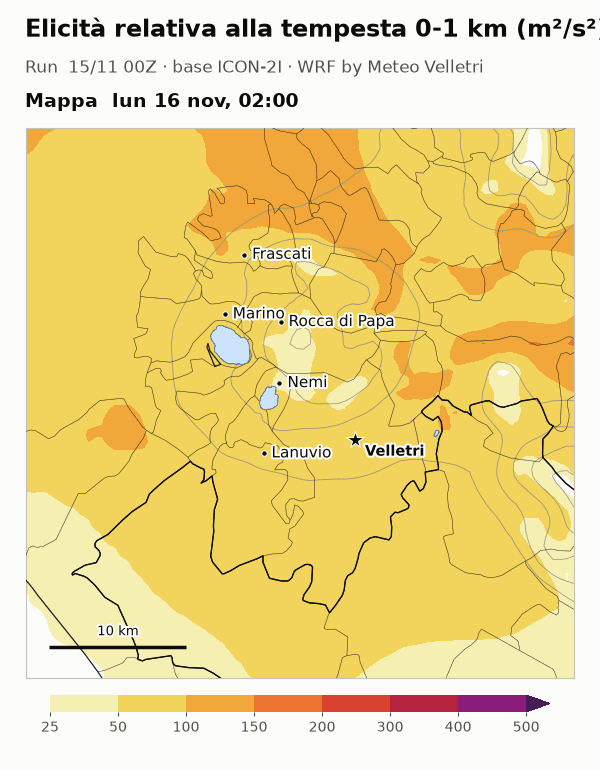 Elicità relativa alla tempesta 0-1 km (m²/s²)
Run  15/11 00Z · base ICON-2I · WRF by Meteo Velletri
Mappa  lun 16 nov, 02:00
Frascati
Marino
Rocca di Papa
Nemi
Velletri
Lanuvio
10 km
25 50 100 150 200 300 400 500